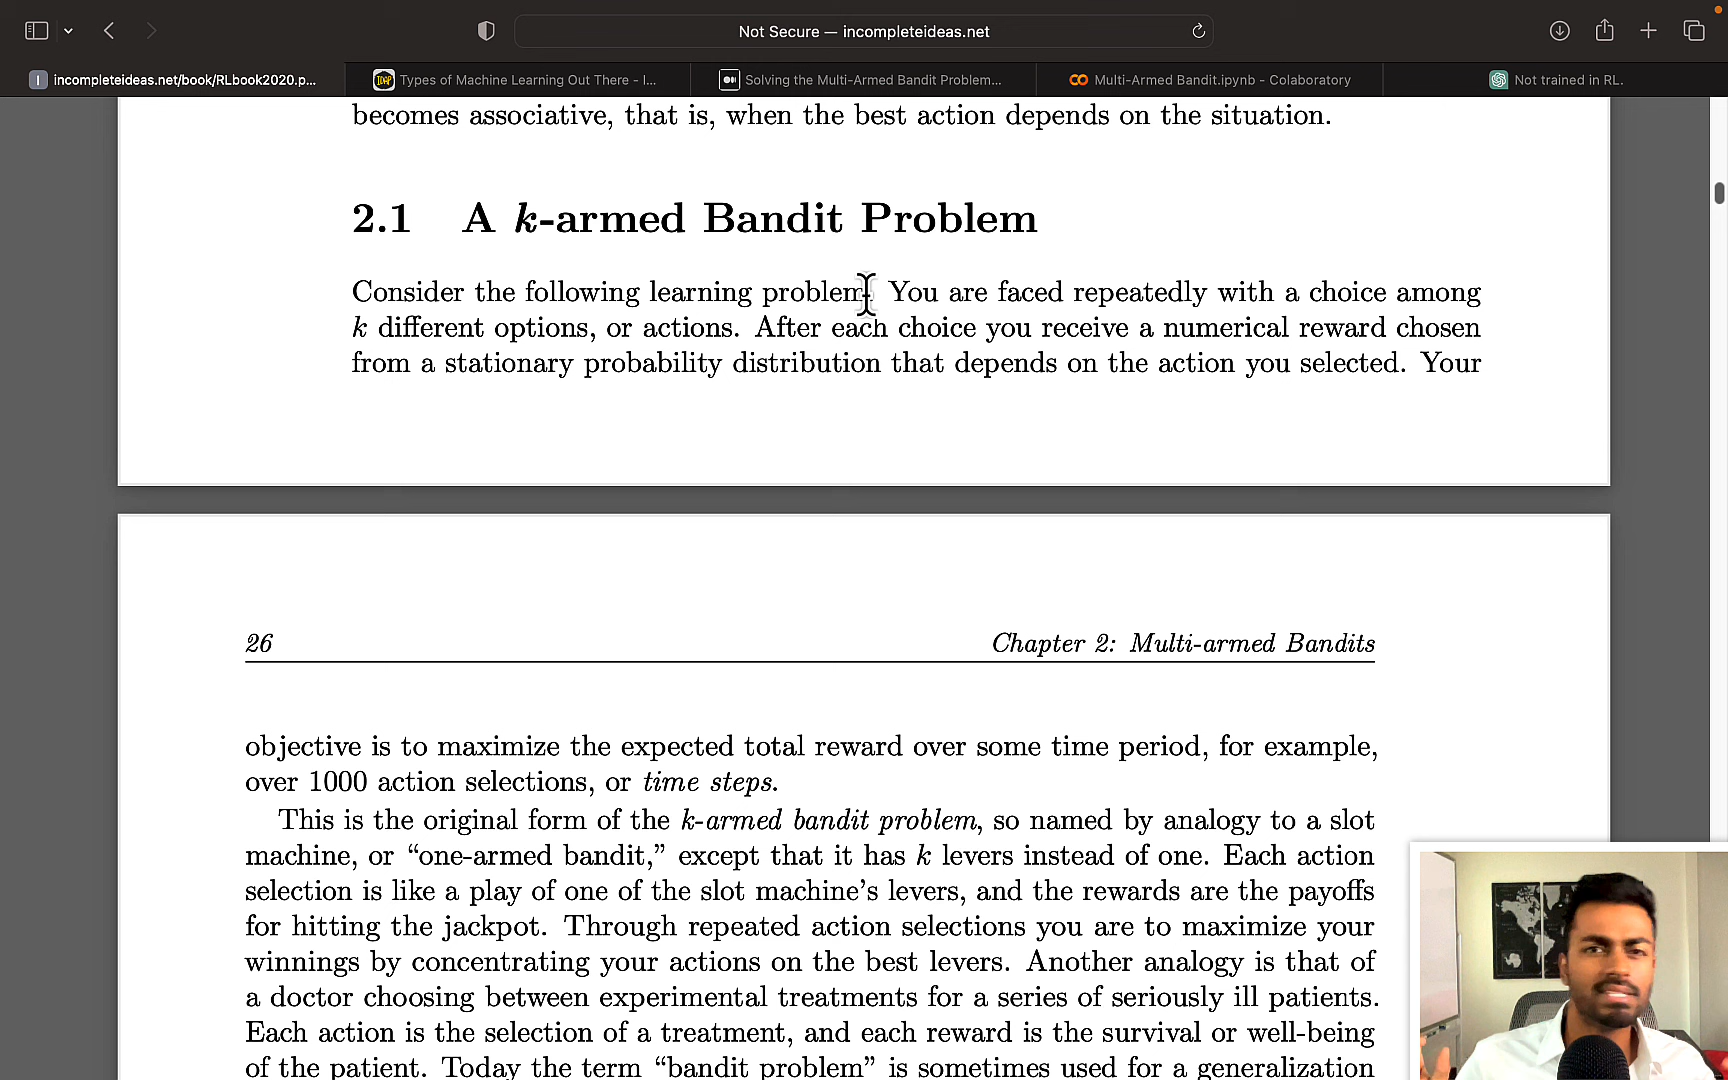 Not Secure — incompleteideas.net
I incompleteideas.net/book/RLbook2020.p...
IDAP Types of Machine Learning Out There - I...
Solving the Multi-Armed Bandit Problem...
Multi-Armed Bandit.ipynb - Colaboratory
Not trained in RL.
becomes associative, that is, when the best action depends on the situation.
2.1 A k-armed Bandit Problem
Consider the following learning problem. You are faced repeatedly with a choice among
k different options, or actions. After each choice you receive a numerical reward chosen
from a stationary probability distribution that depends on the action you selected. Your
26 Chapter 2: Multi-armed Bandits
objective is to maximize the expected total reward over some time period, for example,
over 1000 action selections, or time steps.
This is the original form of the k-armed bandit problem, so named by analogy to a slot
machine, or “one-armed bandit,” except that it has k levers instead of one. Each action
selection is like a play of one of the slot machine’s levers, and the rewards are the payoffs
for hitting the jackpot. Through repeated action selections you are to maximize your
winnings by concentrating your actions on the best levers. Another analogy is that of
a doctor choosing between experimental treatments for a series of seriously ill patients.
Each action is the selection of a treatment, and each reward is the survival or well-being
of the patient. Today the term “bandit problem” is sometimes used for a generalization